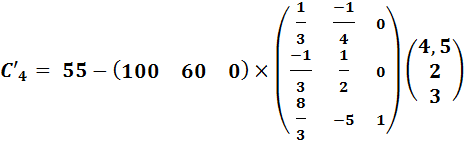 C′₄ = 55 − (100 60 0) × ( 1/3 −1/4 0 ) ( 4,5 )
( −1/3 1/2 0 ) ( 2 )
( 8/3 −5 1 ) ( 3 )